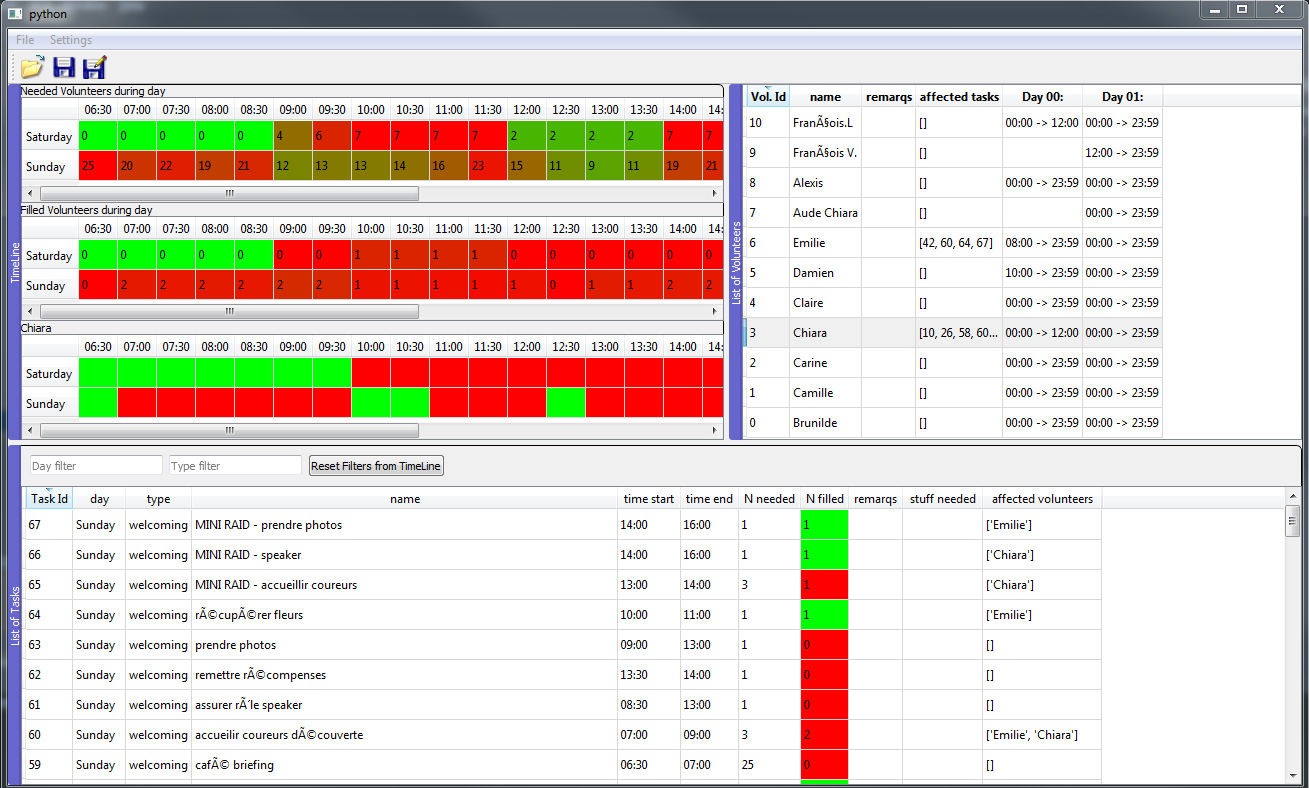 python
File Settings
Needed Volunteers during day
06:30 07:00 07:30 08:00 08:30 09:00 09:30 10:00 10:30 11:00 11:30 12:00 12:30 13:00 13:30 14:00 14:
Saturday 0 0 0 0 0 4 6 7 7 7 7 2 2 2 2 7 7
Sunday 25 20 22 19 21 12 13 13 14 16 23 15 11 9 11 19 21
Filled Volunteers during day
06:30 07:00 07:30 08:00 08:30 09:00 09:30 10:00 10:30 11:00 11:30 12:00 12:30 13:00 13:30 14:00 14:
Saturday 0 0 0 0 0 0 0 1 1 1 1 0 0 0 0 0 0
Sunday 0 2 2 2 2 2 2 1 1 1 1 1 0 1 1 2 2
Chiara
06:30 07:00 07:30 08:00 08:30 09:00 09:30 10:00 10:30 11:00 11:30 12:00 12:30 13:00 13:30 14:00 14:
Saturday
Sunday
TimeLine
List of Volunteers
Vol. Id name remarqs affected tasks Day 00: Day 01:
10 FranÃ§ois.L [] 00:00 -> 12:00 00:00 -> 23:59
9 FranÃ§ois V. [] 12:00 -> 23:59
8 Alexis [] 00:00 -> 23:59 00:00 -> 23:59
7 Aude Chiara [] 00:00 -> 23:59
6 Emilie [42, 60, 64, 67] 08:00 -> 23:59 00:00 -> 23:59
5 Damien [] 10:00 -> 23:59 00:00 -> 23:59
4 Claire [] 00:00 -> 23:59 00:00 -> 23:59
3 Chiara [10, 26, 58, 60... 00:00 -> 12:00 00:00 -> 23:59
2 Carine [] 00:00 -> 23:59 00:00 -> 23:59
1 Camille [] 00:00 -> 23:59 00:00 -> 23:59
0 Brunilde [] 00:00 -> 23:59 00:00 -> 23:59
List of Tasks
Day filter Type filter Reset Filters from TimeLine
Task Id day type name time start time end N needed N filled remarqs stuff needed affected volunteers
67 Sunday welcoming MINI RAID - prendre photos 14:00 16:00 1 1 ['Emilie']
66 Sunday welcoming MINI RAID - speaker 14:00 16:00 1 1 ['Chiara']
65 Sunday welcoming MINI RAID - accueillir coureurs 13:00 14:00 3 1 ['Chiara']
64 Sunday welcoming rÃ©cupÃ©rer fleurs 10:00 11:00 1 1 ['Emilie']
63 Sunday welcoming prendre photos 09:00 13:00 1 0 []
62 Sunday welcoming remettre rÃ©compenses 13:30 14:00 1 0 []
61 Sunday welcoming assurer rÃ´le speaker 08:30 13:00 1 0 []
60 Sunday welcoming accueilir coureurs dÃ©couverte 07:00 09:00 3 2 ['Emilie', 'Chiara']
59 Sunday welcoming cafÃ© briefing 06:30 07:00 25 0 []